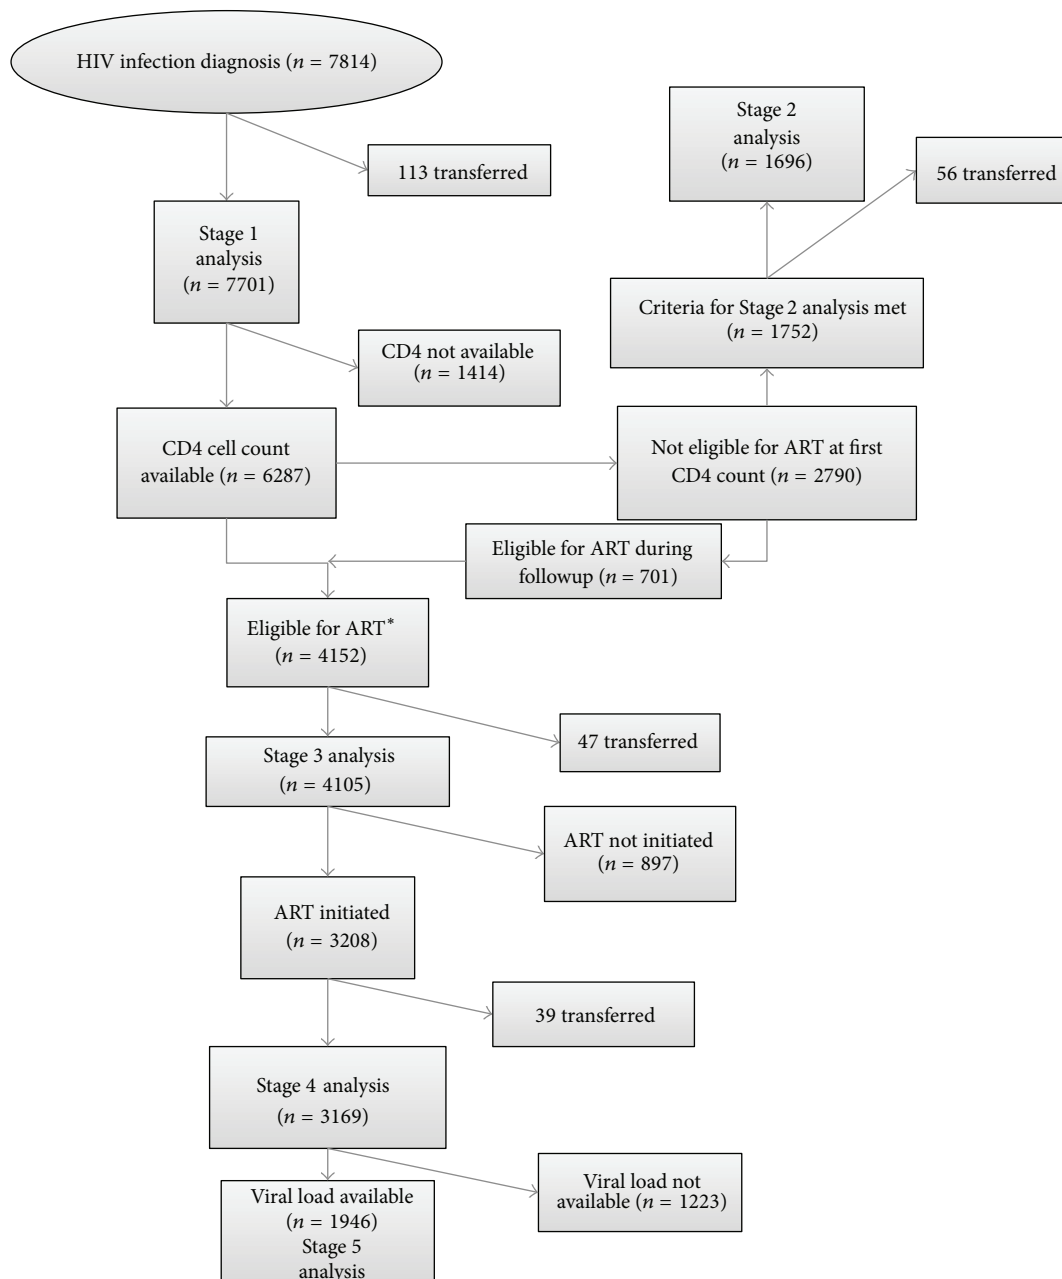 HIV infection diagnosis (n = 7814)
113 transferred
Stage 1
analysis
(n = 7701)
CD4 not available
(n = 1414)
CD4 cell count
available (n = 6287)
Stage 2
analysis
(n = 1696)
56 transferred
Criteria for Stage 2 analysis met
(n = 1752)
Not eligible for ART at first
CD4 count (n = 2790)
Eligible for ART during
followup (n = 701)
Eligible for ART*
(n = 4152)
47 transferred
Stage 3 analysis
(n = 4105)
ART not initiated
(n = 897)
ART initiated
(n = 3208)
39 transferred
Stage 4 analysis
(n = 3169)
Viral load not
available (n = 1223)
Viral load available
(n = 1946)
Stage 5
analysis